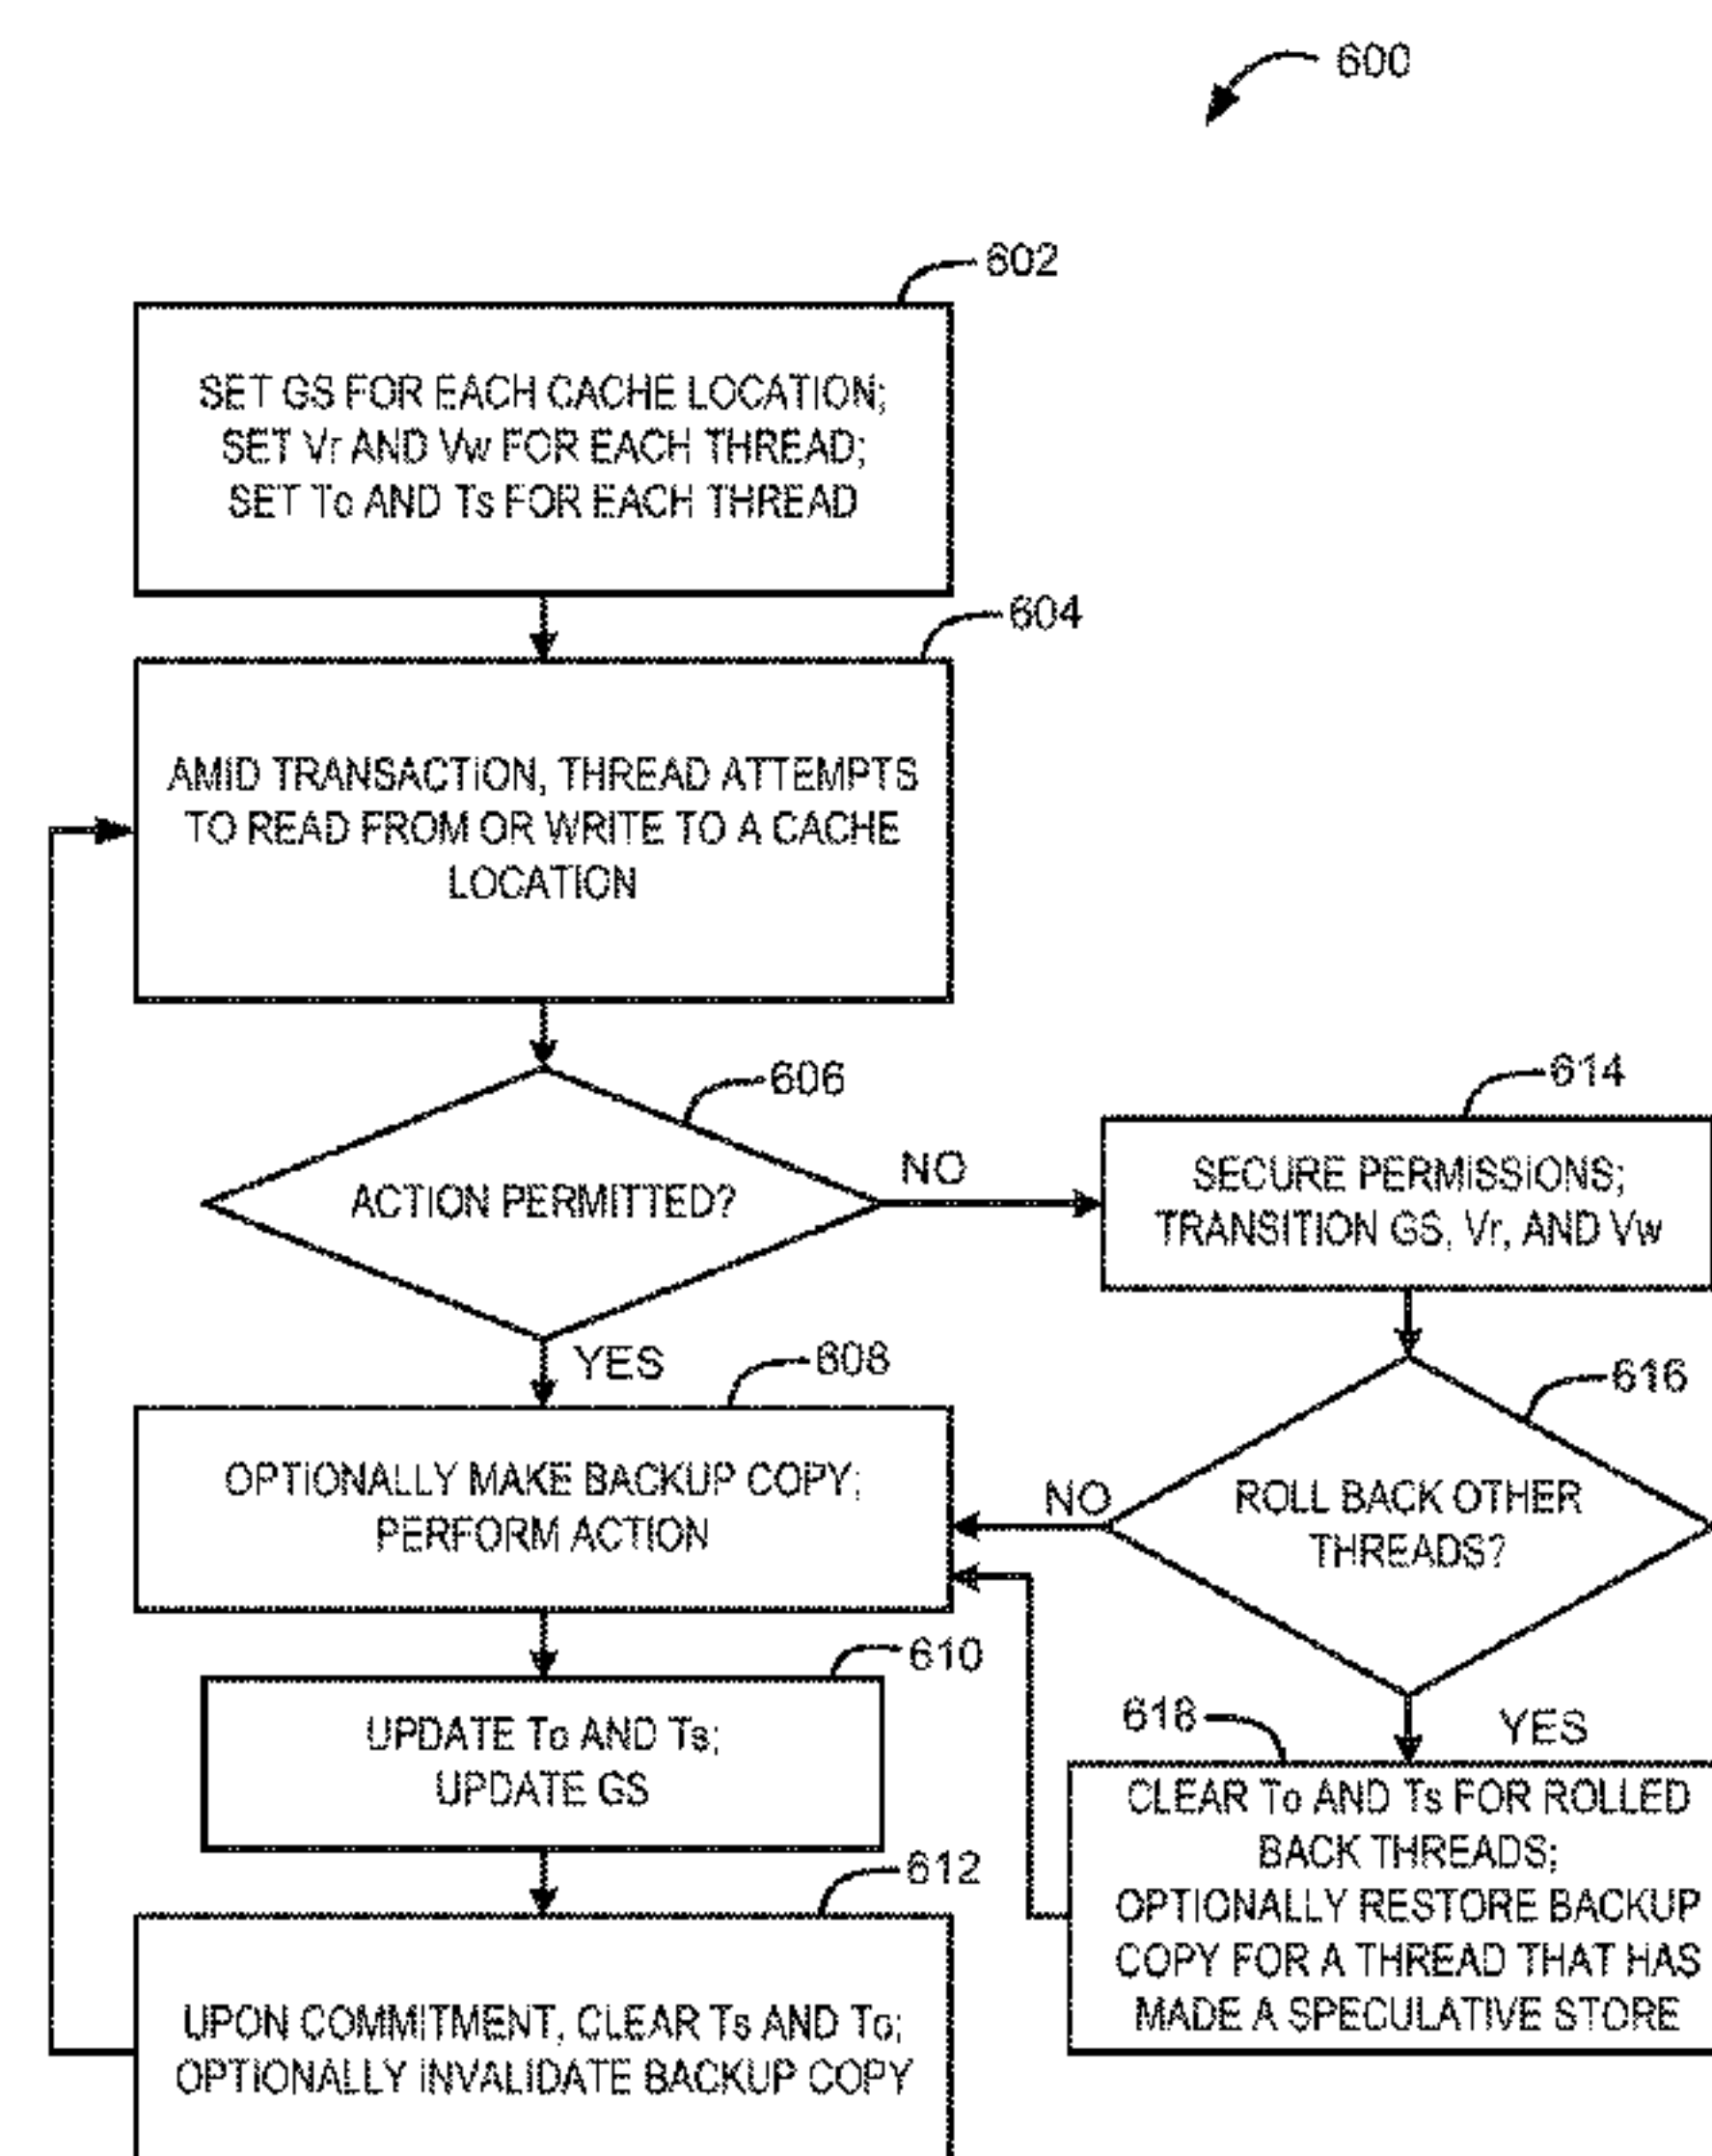 600
602
SET GS FOR EACH CACHE LOCATION;
SET Vr AND Vw FOR EACH THREAD;
SET To AND Ts FOR EACH THREAD
604
AMID TRANSACTION, THREAD ATTEMPTS
TO READ FROM OR WRITE TO A CACHE
LOCATION
606
ACTION PERMITTED?
NO
YES
614
SECURE PERMISSIONS;
TRANSITION GS, Vr, AND Vw
616
ROLL BACK OTHER
THREADS?
NO
YES
608
OPTIONALLY MAKE BACKUP COPY;
PERFORM ACTION
610
UPDATE To AND Ts;
UPDATE GS
618
CLEAR To AND Ts FOR ROLLED
BACK THREADS;
OPTIONALLY RESTORE BACKUP
COPY FOR A THREAD THAT HAS
MADE A SPECULATIVE STORE
612
UPON COMMITMENT, CLEAR Ts AND To;
OPTIONALLY INVALIDATE BACKUP COPY